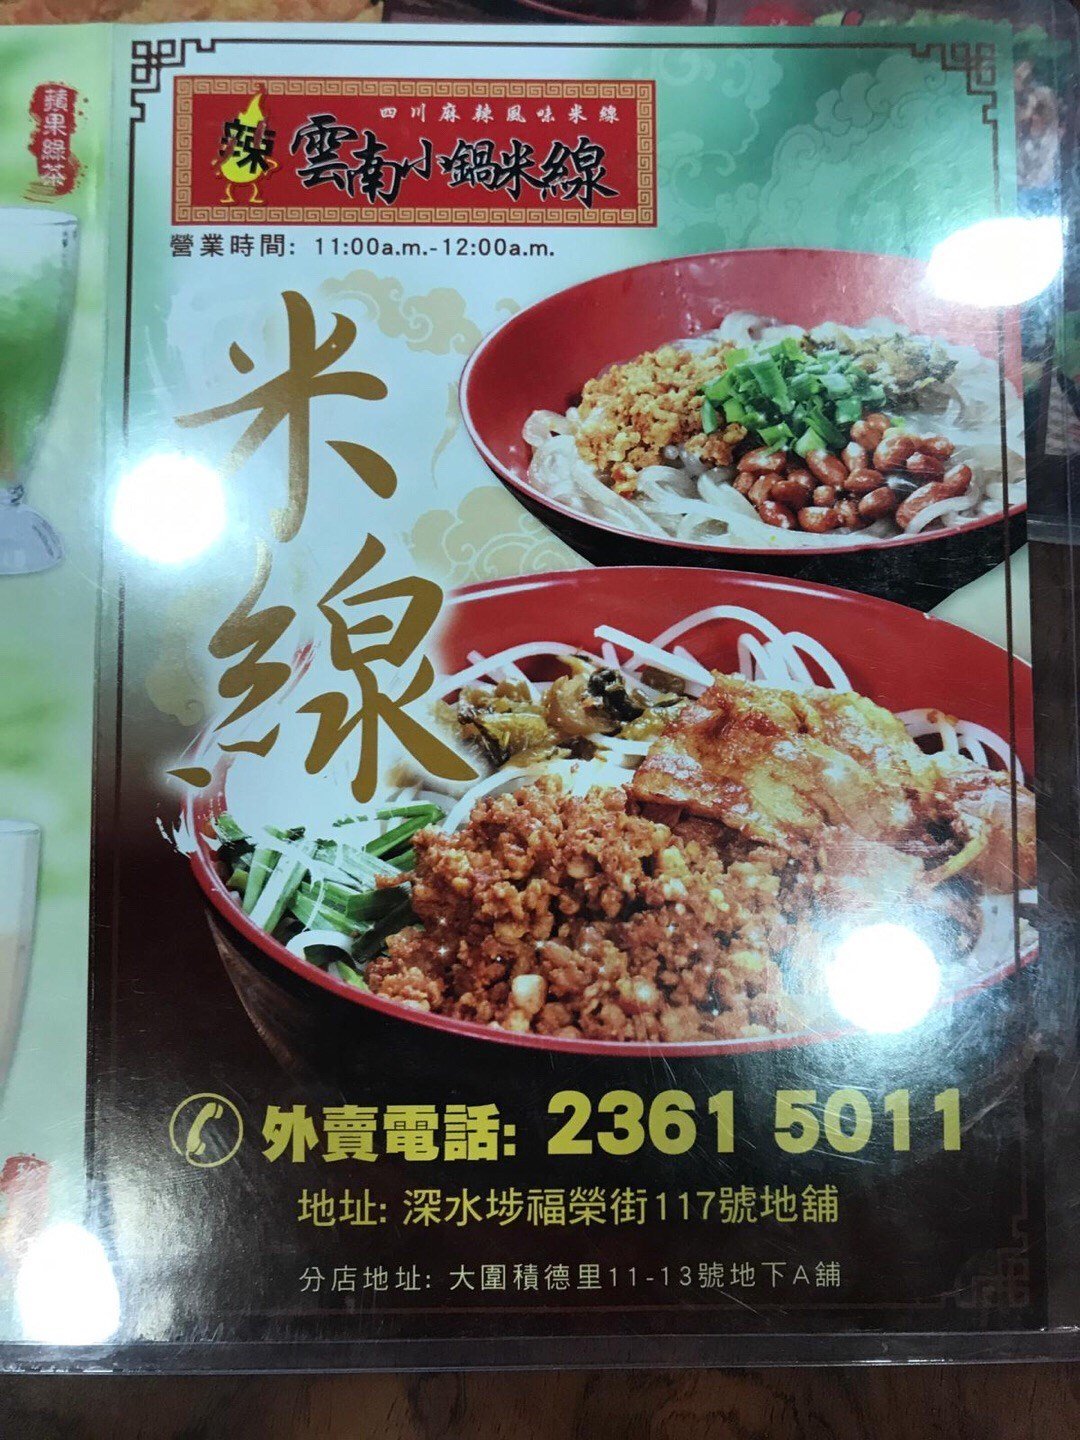 蘋果綠茶
四川麻辣風味米線
辣 雲南小鍋米線
營業時間: 11:00a.m.-12:00a.m.
米線
外賣電話: 2361 5011
地址: 深水埗福榮街117號地舖
分店地址: 大圍積德里11-13號地下A舖